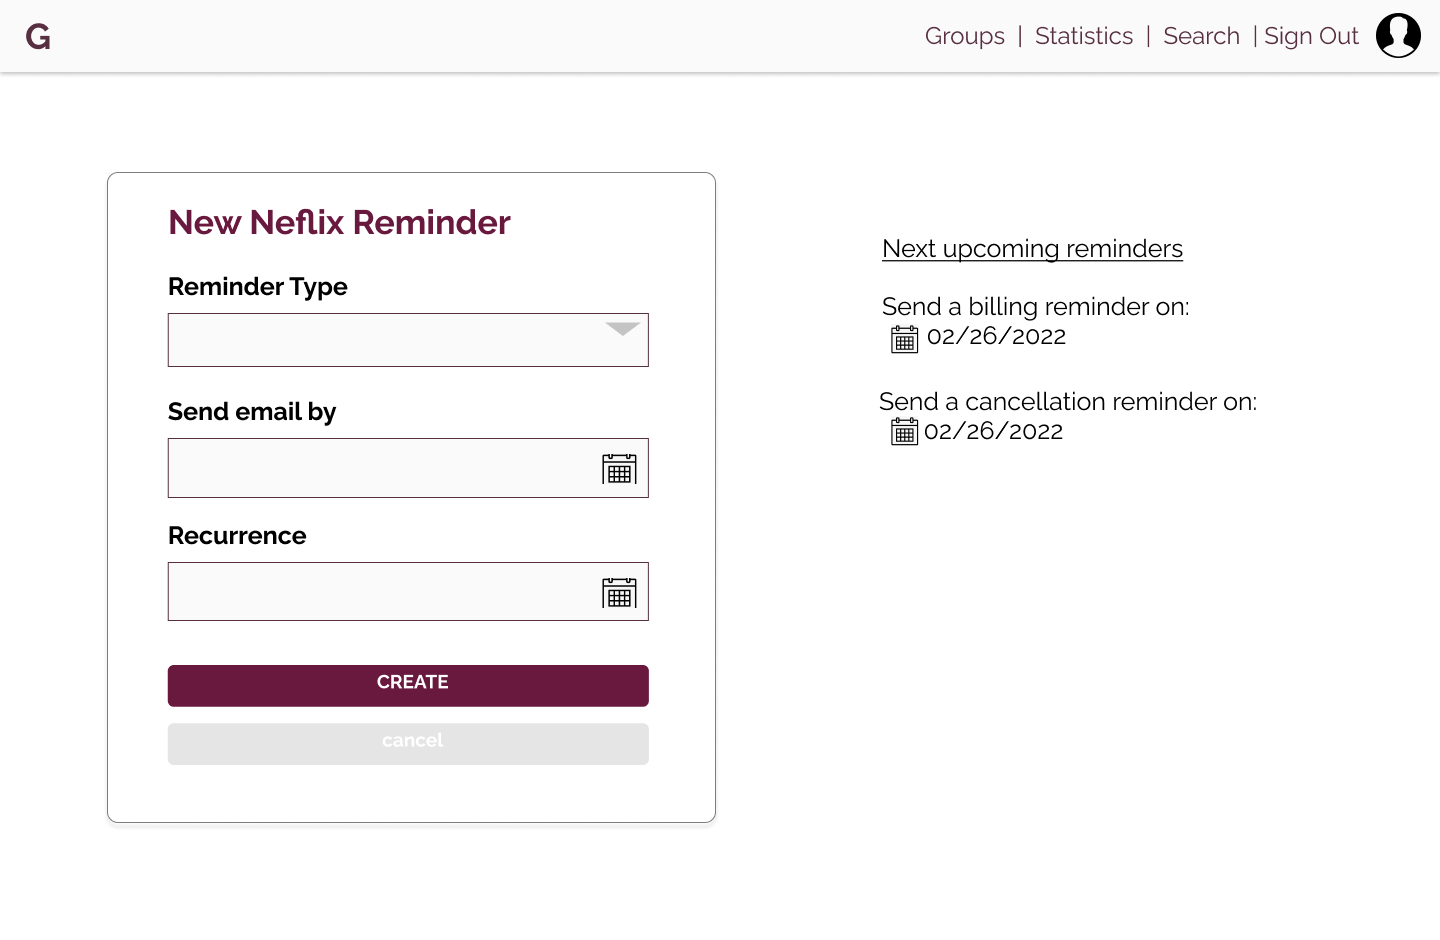 G
Groups | Statistics | Search | Sign Out
New Neflix Reminder
Reminder Type
Send email by
Recurrence
CREATE
cancel
Next upcoming reminders
Send a billing reminder on:
02/26/2022
Send a cancellation reminder on:
02/26/2022